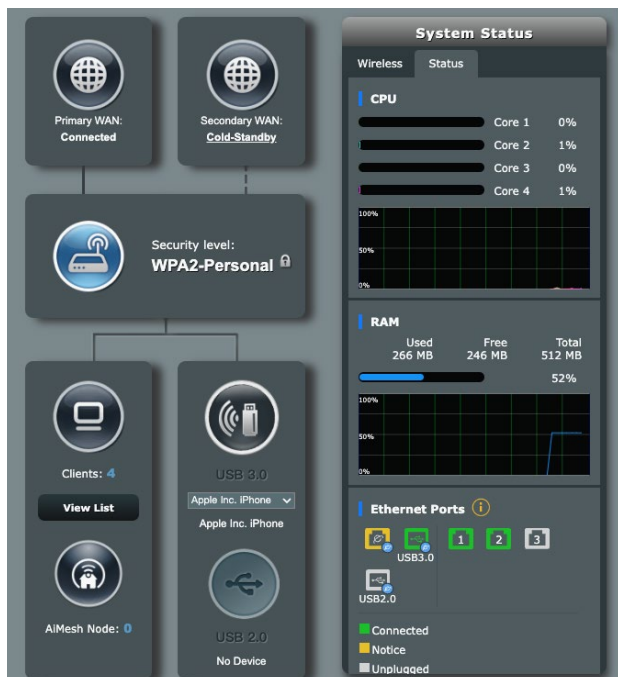 Primary WAN:
Connected
Secondary WAN:
Cold-Standby
Security level:
WPA2-Personal
Clients: 4
View List
AiMesh Node: 0
USB 3.0
Apple Inc. iPhone
Apple Inc. iPhone
USB 2.0
No Device
System Status
Wireless Status
CPU
Core 1 0%
Core 2 1%
Core 3 0%
Core 4 1%
100%
50%
0%
RAM
Used Free Total
266 MB 246 MB 512 MB
52%
100%
50%
0%
Ethernet Ports
1 2 3
USB3.0
USB2.0
Connected
Notice
Unplugged